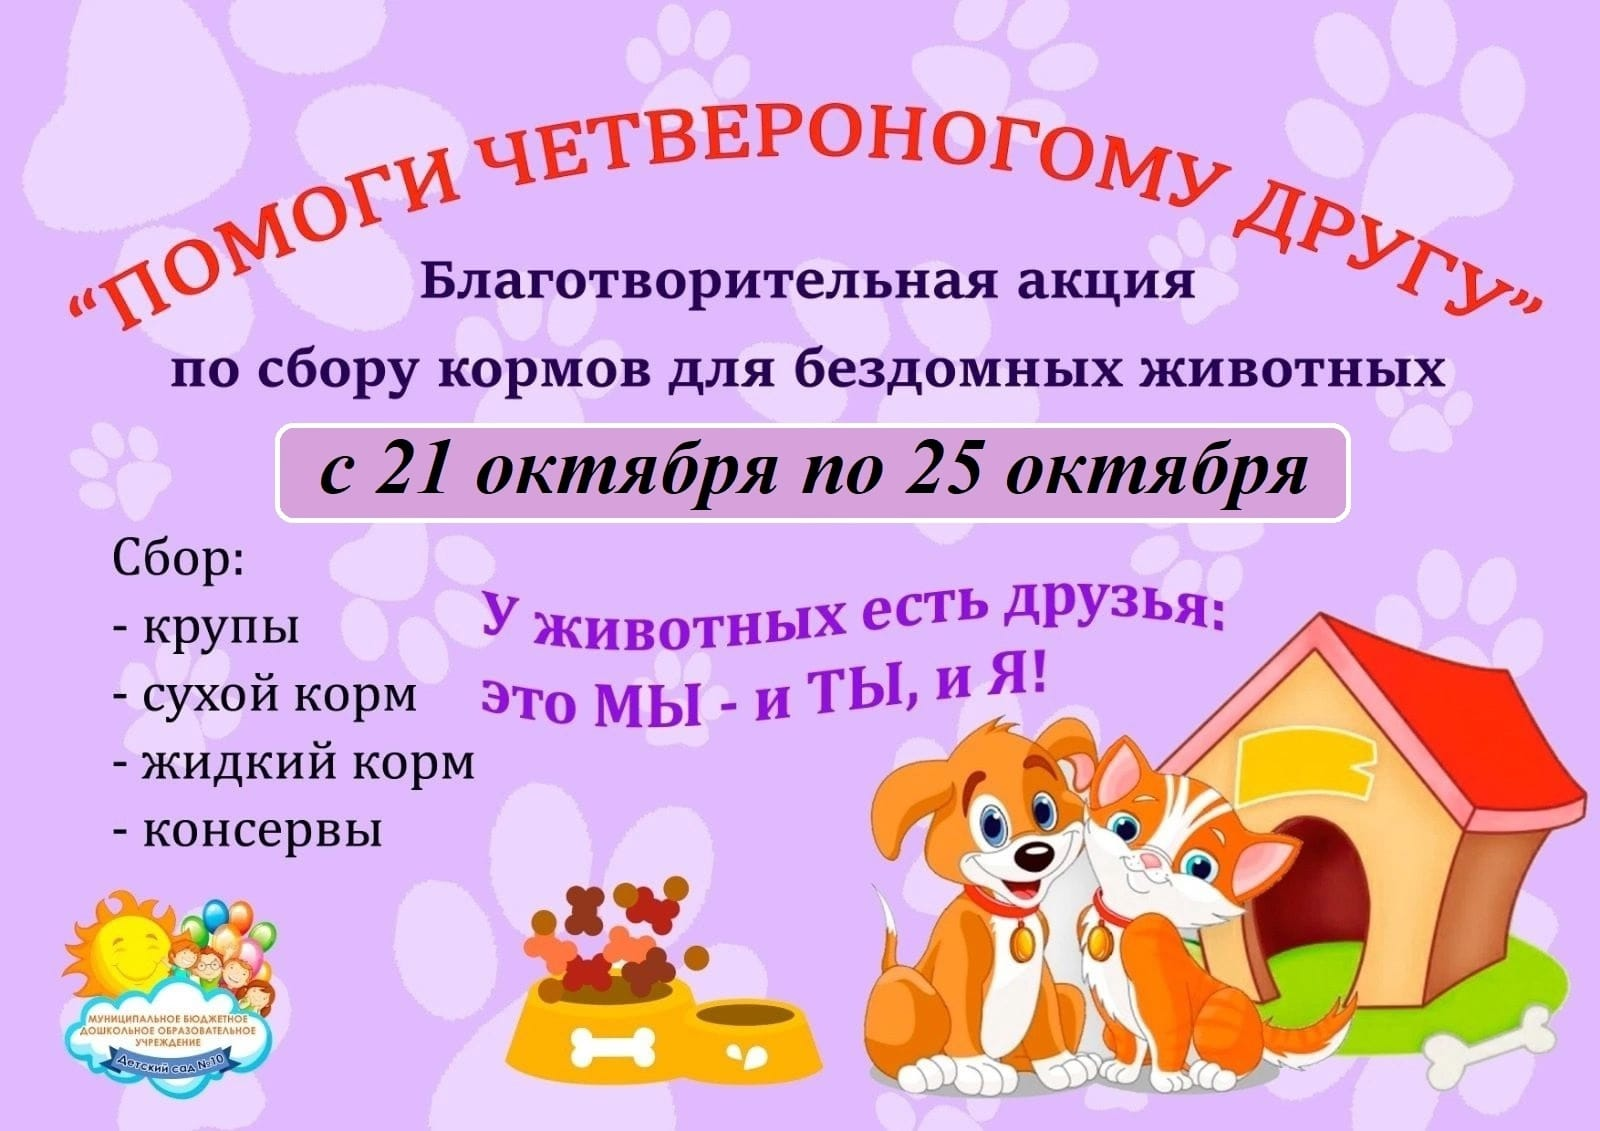 “ПОМОГИ ЧЕТВЕРОНОГОМУ ДРУГУ”
Благотворительная акция
по сбору кормов для бездомных животных
с 21 октября по 25 октября
Сбор:
- крупы
- сухой корм
- жидкий корм
- консервы
У животных есть друзья:
это МЫ - и ТЫ, и Я!
МУНИЦИПАЛЬНОЕ БЮДЖЕТНОЕ
ДОШКОЛЬНОЕ ОБРАЗОВАТЕЛЬНОЕ
УЧРЕЖДЕНИЕ
Детский сад №10